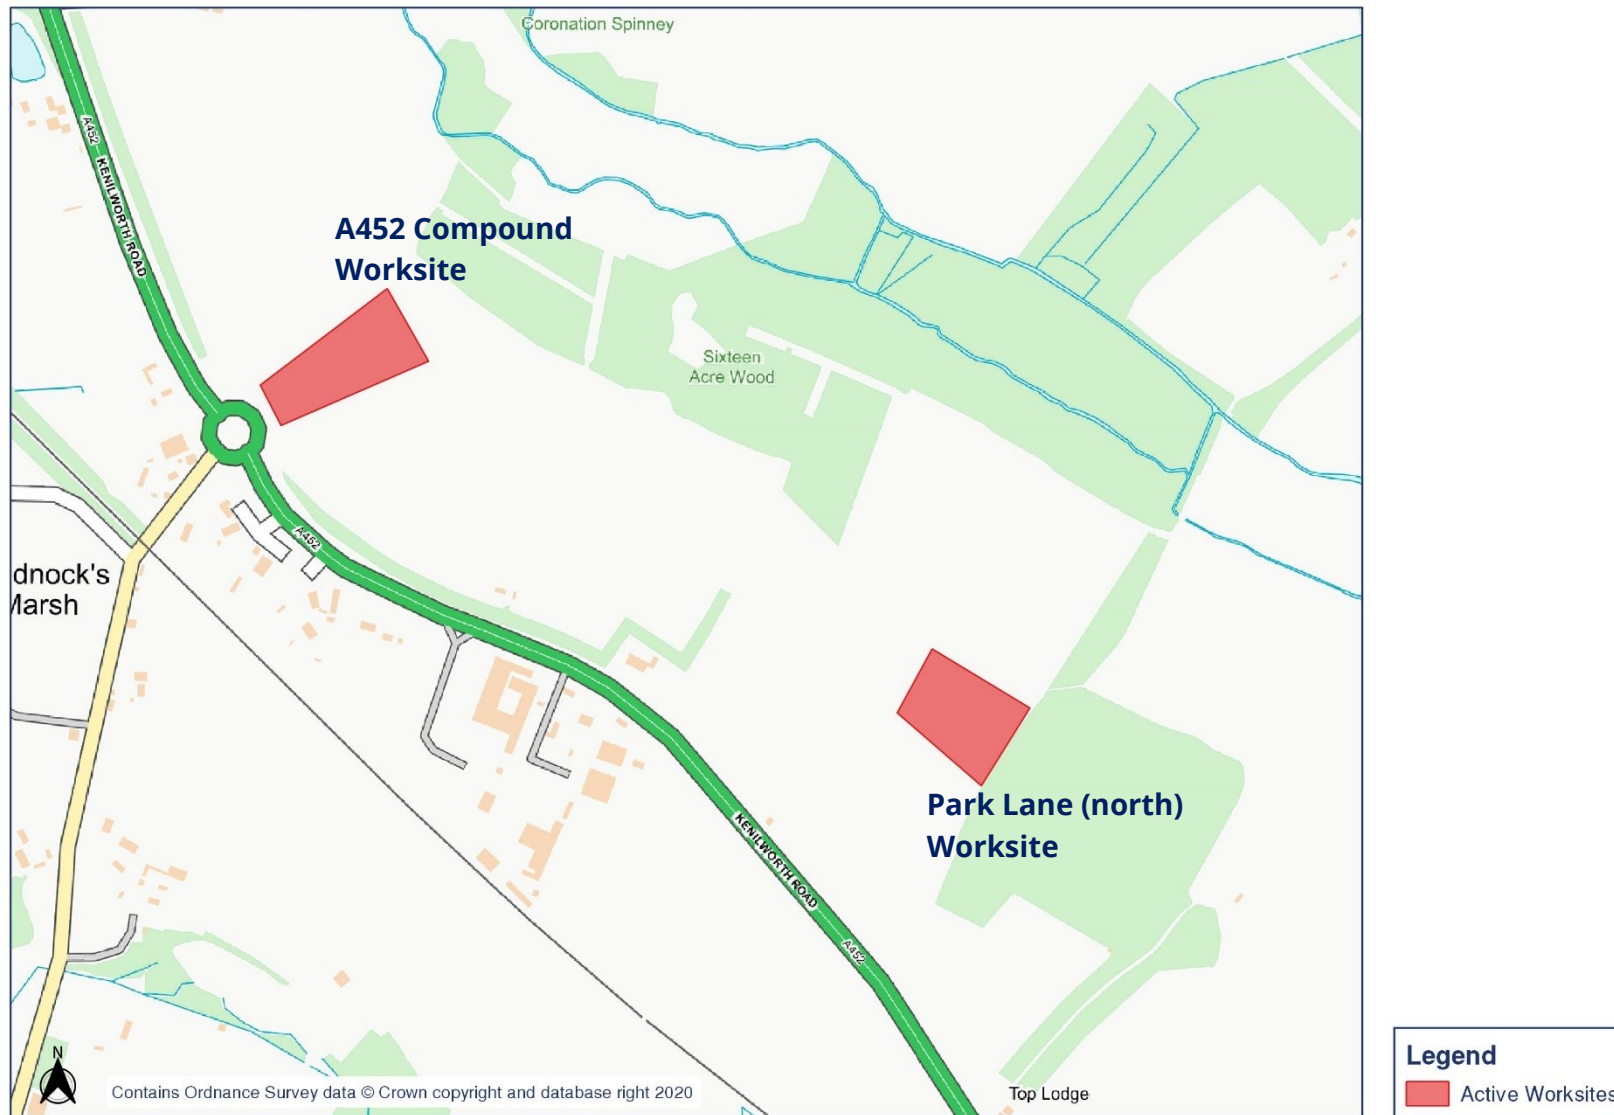 Coronation Spinney
A452
KENILWORTH ROAD
A452 Compound
Worksite
Sixteen
Acre Wood
A452
dnock's
Marsh
Park Lane (north)
Worksite
KENILWORTH ROAD
A452
N
Contains Ordnance Survey data © Crown copyright and database right 2020
Top Lodge
Legend
Active Worksites